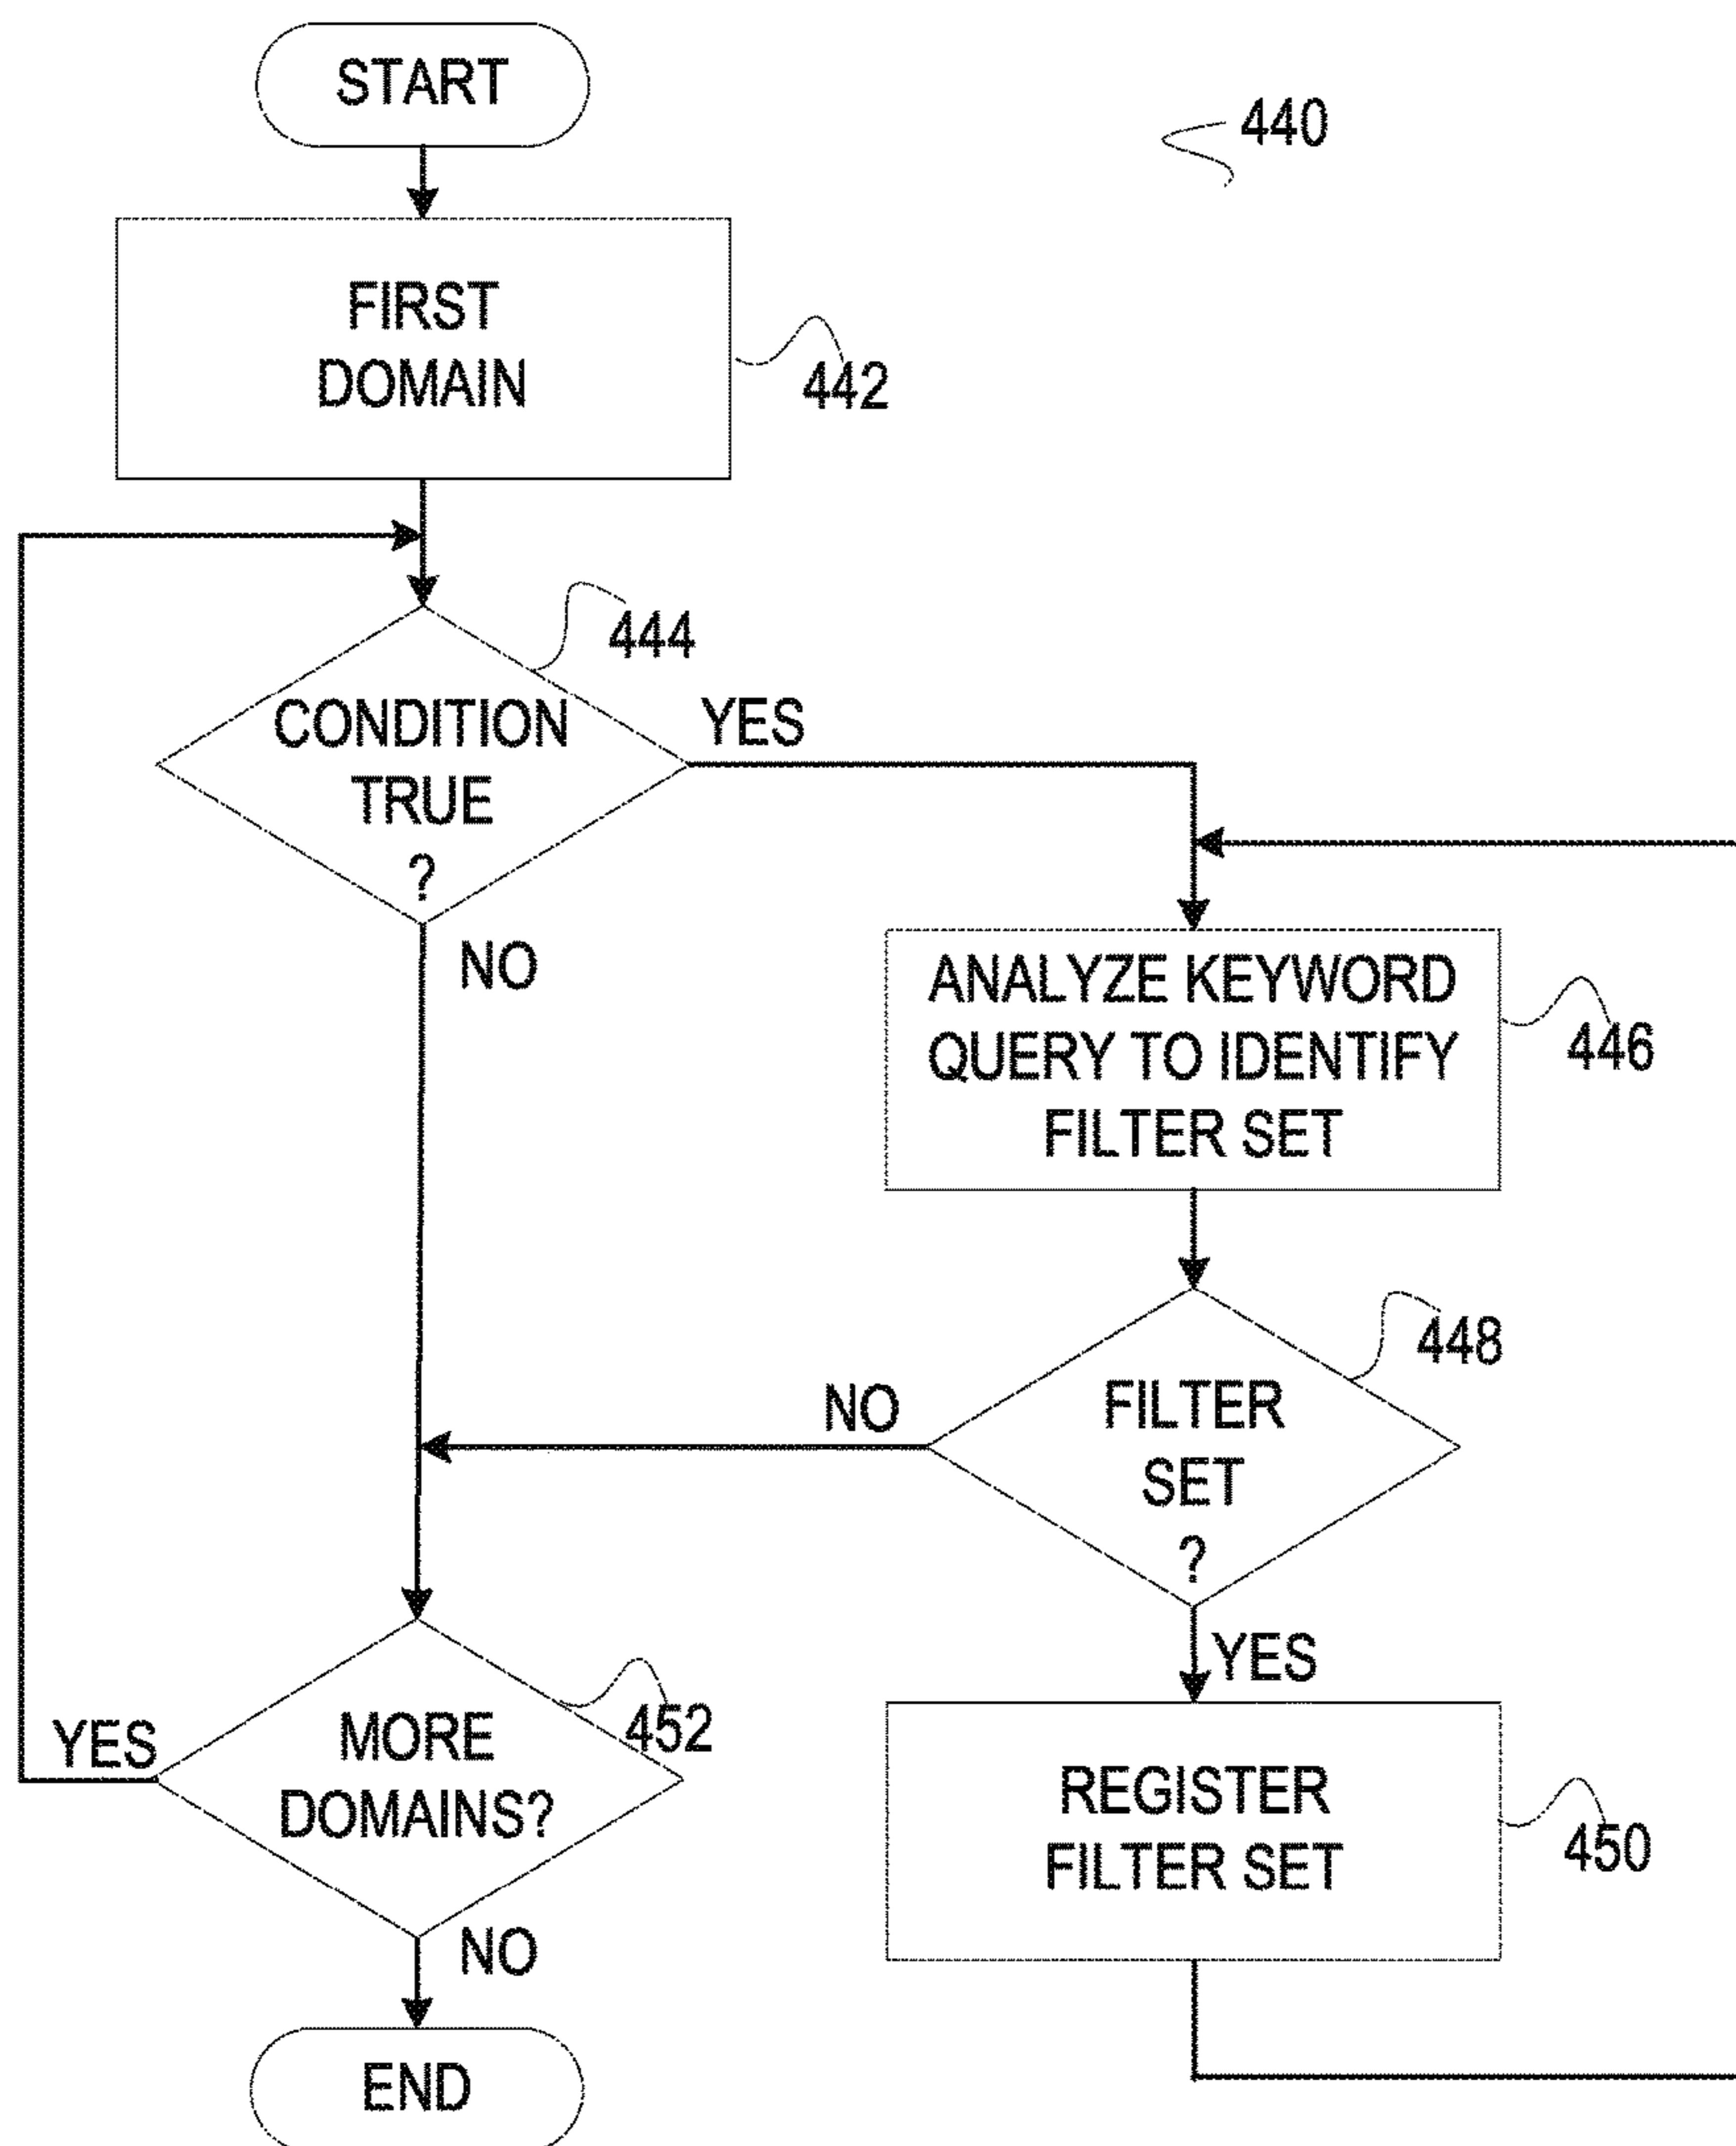 START
440
FIRST
DOMAIN
442
444
CONDITION
TRUE
?
YES
NO
ANALYZE KEYWORD
QUERY TO IDENTIFY
FILTER SET
446
448
FILTER
SET
?
NO
YES
452
MORE
DOMAINS?
YES
NO
REGISTER
FILTER SET
450
END